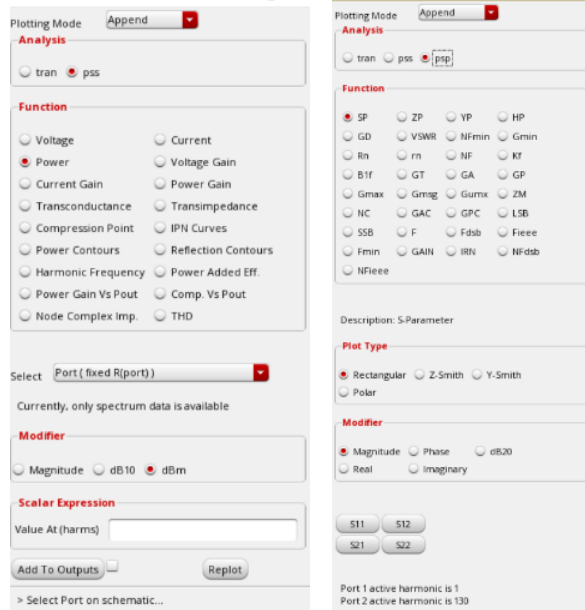 Plotting Mode Append
Analysis
tran pss
Function
Voltage Current
Power Voltage Gain
Current Gain Power Gain
Transconductance Transimpedance
Compression Point IPN Curves
Power Contours Reflection Contours
Harmonic Frequency Power Added Eff.
Power Gain Vs Pout Comp. Vs Pout
Node Complex Imp. THD
Select Port ( fixed R(port) )
Currently, only spectrum data is available
Modifier
Magnitude dB10 dBm
Scalar Expression
Value At (harms)
Add To Outputs Replot
> Select Port on schematic...
Plotting Mode Append
Analysis
tran pss psp
Function
SP ZP YP HP
GD VSWR NFmin Gmin
Rn rn NF Kf
B1f GT GA GP
Gmax Gmsg Gumx ZM
NC GAC GPC LSB
SSB F Fdsb Fieee
Fmin GAIN IRN NFdsb
NFieee
Description: S-Parameter
Plot Type
Rectangular Z-Smith Y-Smith
Polar
Modifier
Magnitude Phase dB20
Real Imaginary
S11 S12
S21 S22
Port 1 active harmonic is 1
Port 2 active harmonic is 130